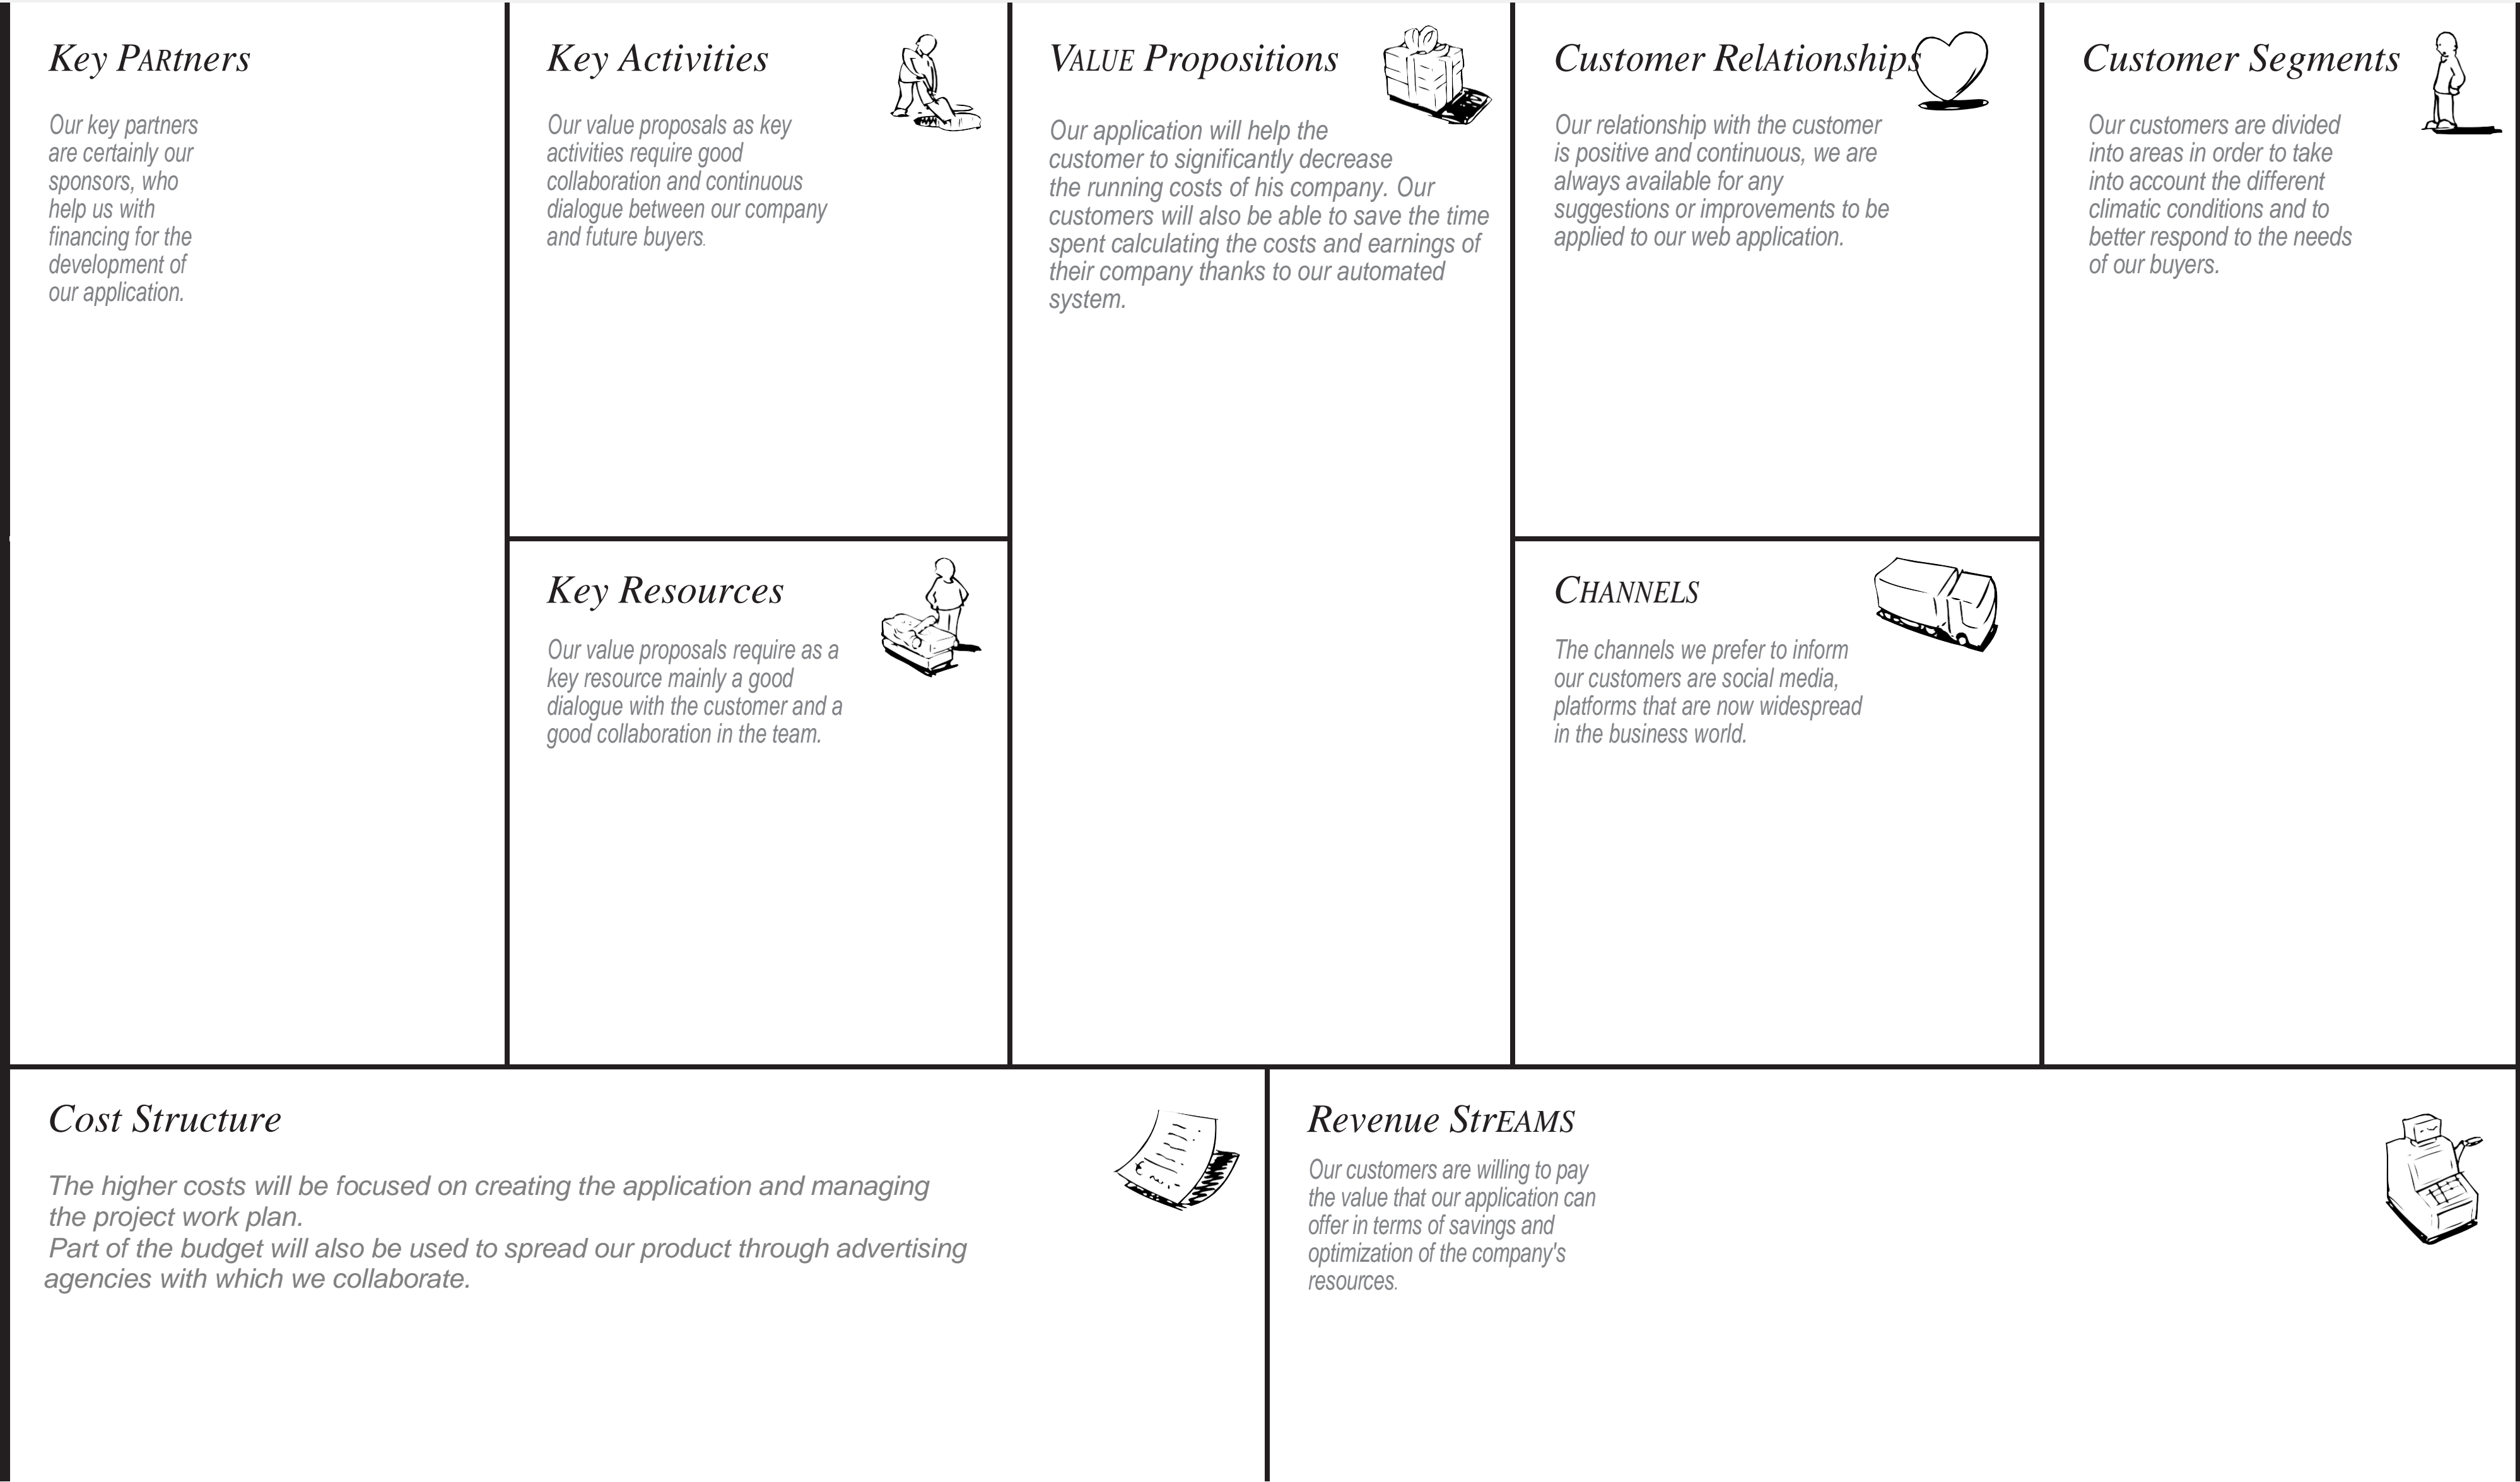 Key PARtners
Our key partners
are certainly our
sponsors, who
help us with
financing for the
development of
our application.
Key Activities
Our value proposals as key
activities require good
collaboration and continuous
dialogue between our company
and future buyers.
Key Resources
Our value proposals require as a
key resource mainly a good
dialogue with the customer and a
good collaboration in the team.
VALUE Propositions
Our application will help the
customer to significantly decrease
the running costs of his company. Our
customers will also be able to save the time
spent calculating the costs and earnings of
their company thanks to our automated
system.
Customer RelAtionships
Our relationship with the customer
is positive and continuous, we are
always available for any
suggestions or improvements to be
applied to our web application.
CHANNELS
The channels we prefer to inform
our customers are social media,
platforms that are now widespread
in the business world.
Customer Segments
Our customers are divided
into areas in order to take
into account the different
climatic conditions and to
better respond to the needs
of our buyers.
Cost Structure
The higher costs will be focused on creating the application and managing
the project work plan.
Part of the budget will also be used to spread our product through advertising
agencies with which we collaborate.
Revenue StrEAMS
Our customers are willing to pay
the value that our application can
offer in terms of savings and
optimization of the company's
resources.